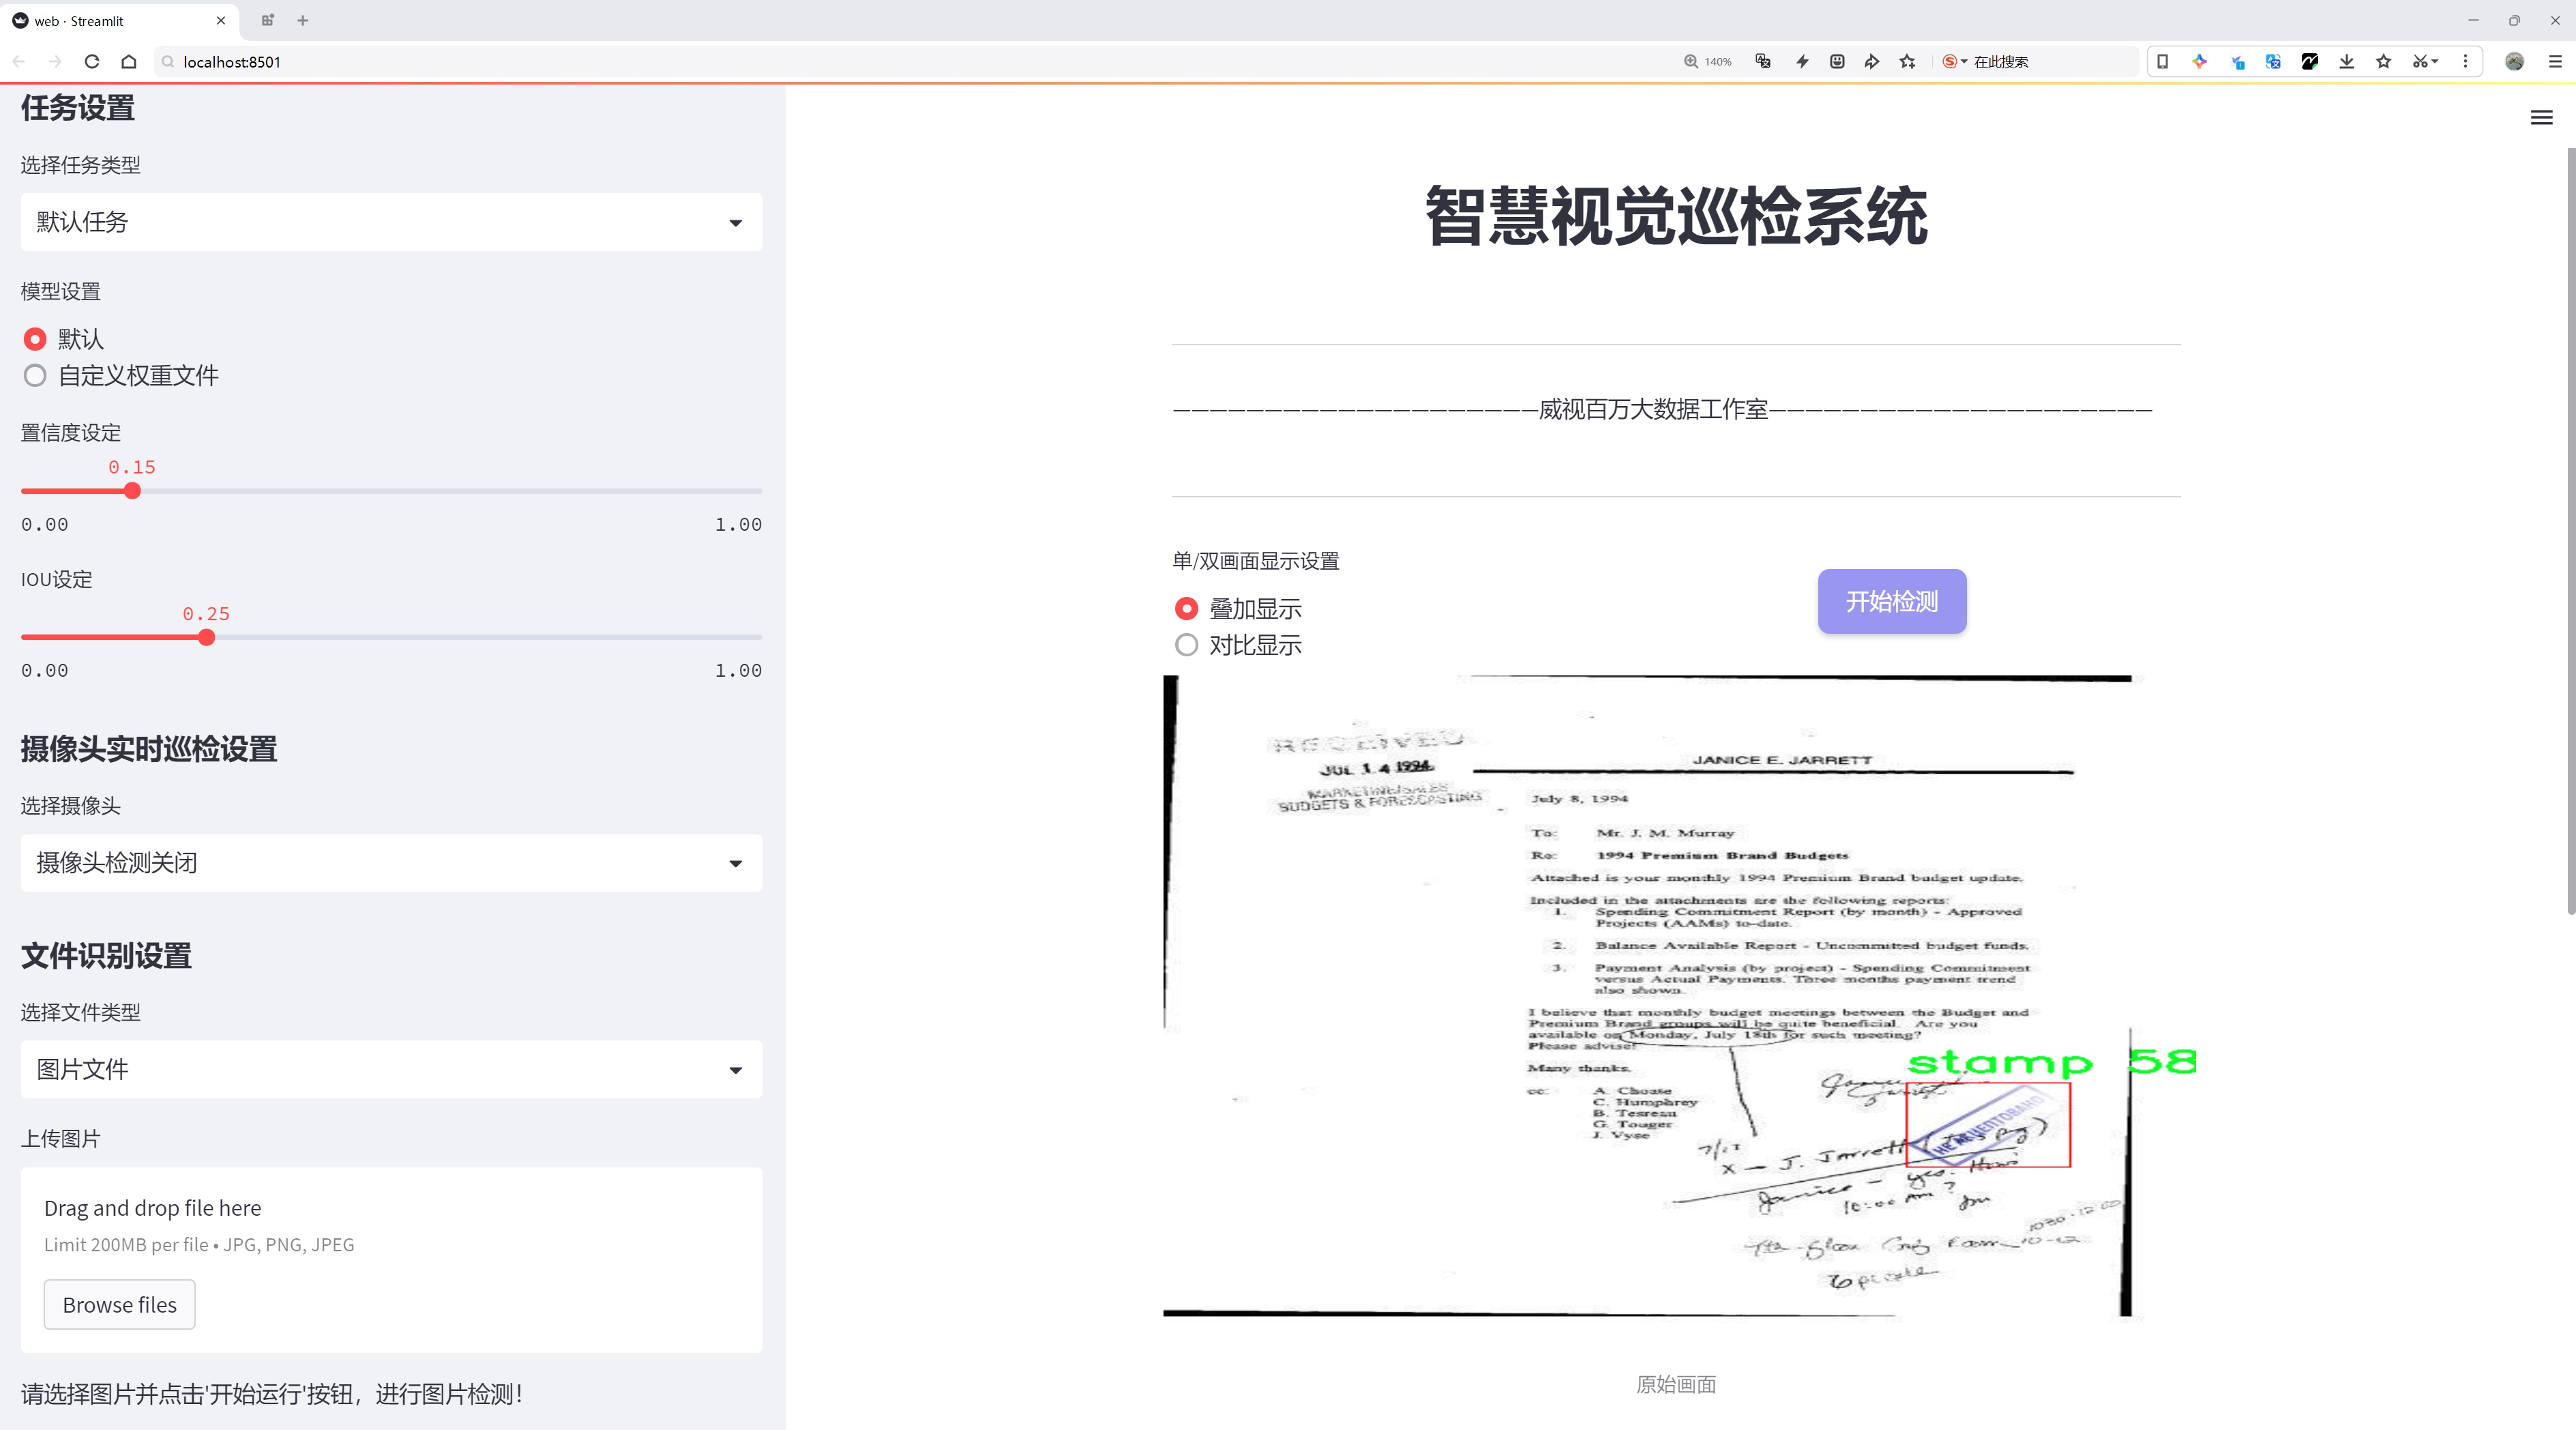 web · Streamlit
localhost:8501
140%
在此搜索
任务设置
选择任务类型
默认任务
模型设置
默认
自定义权重文件
置信度设定
0.15
0.00
1.00
IOU设定
0.25
0.00
1.00
摄像头实时巡检设置
选择摄像头
摄像头检测关闭
文件识别设置
选择文件类型
图片文件
上传图片
Drag and drop file here
Limit 200MB per file • JPG, PNG, JPEG
Browse files
请选择图片并点击'开始运行'按钮，进行图片检测！
智慧视觉巡检系统
—————————————————————威视百万大数据工作室——————————————————————
单/双画面显示设置
叠加显示
对比显示
开始检测
RECEIVED
JUL 14 1994
MARKETING/SALES
BUDGETS & FORECASTING
JANICE E. JARRETT
July 8, 1994
To: Mr. J. M. Murray
Re: 1994 Premium Brand Budgets
Attached is your monthly 1994 Premium Brand budget update.
Included in the attachments are the following reports:
1. Spending Commitment Report (by month) - Approved
Projects (AAMs) to-date.
2. Balance Available Report - Uncommitted budget funds.
3. Payment Analysis (by project) - Spending Commitment
versus Actual Payments. Three months payment trend
also shown.
I believe that monthly budget meetings between the Budget and
Premium Brand groups will be quite beneficial. Are you
available on Monday, July 18th for such meeting?
Please advise!
Many thanks.
cc: A. Choate
C. Humphrey
B. Tesreau
G. Touger
J. Vyse
stamp 58
X — J. Jarrett
Janice - yes.
10:00 Am ?
1030-12:00
10-12
原始画面